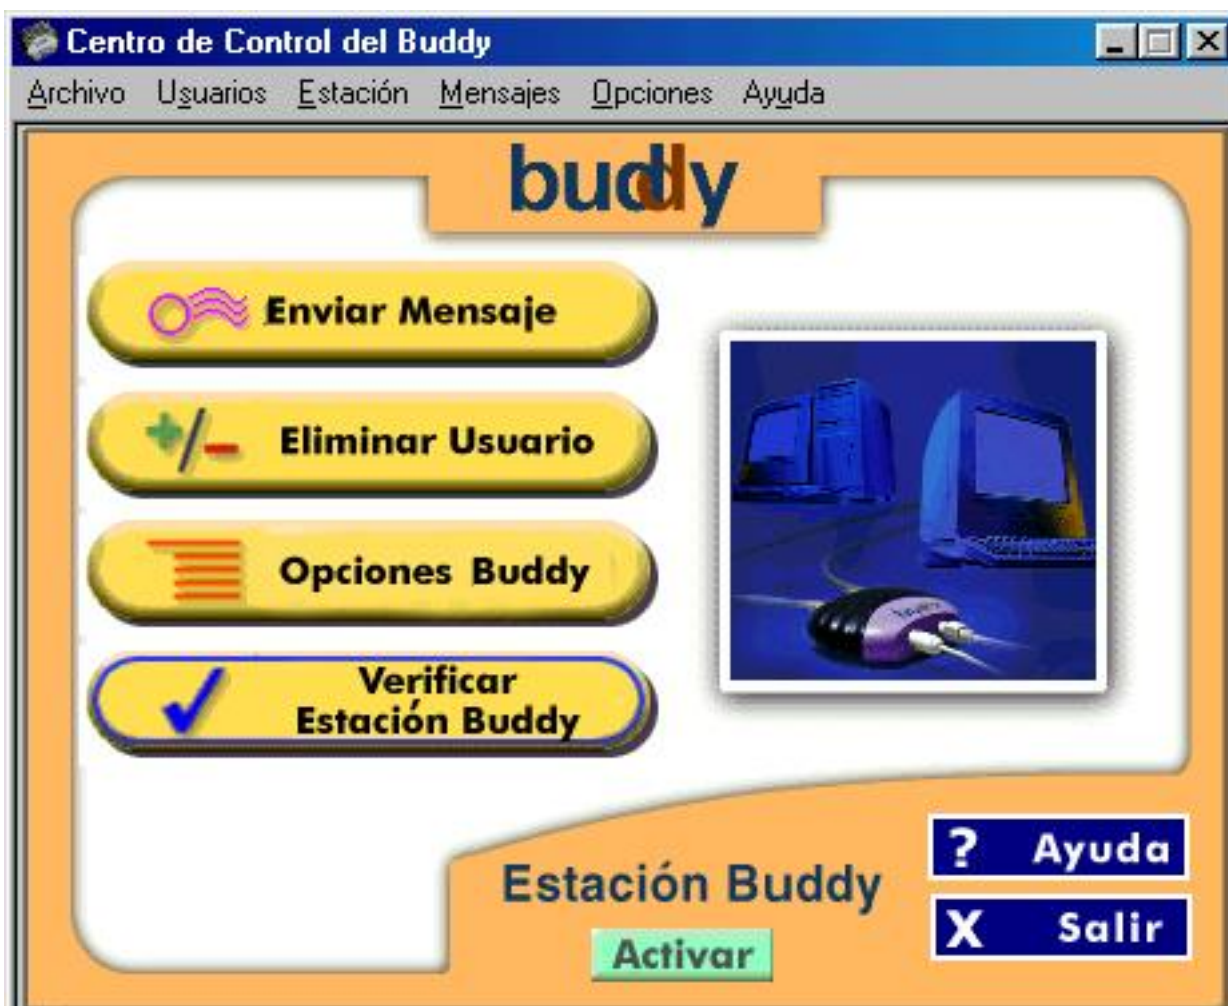 Centro de Control del Buddy
Archivo Usuarios Estación Mensajes Opciones Ayuda
buddy
Enviar Mensaje
Eliminar Usuario
Opciones Buddy
Verificar
Estación Buddy
? Ayuda
Estación Buddy
X Salir
Activar